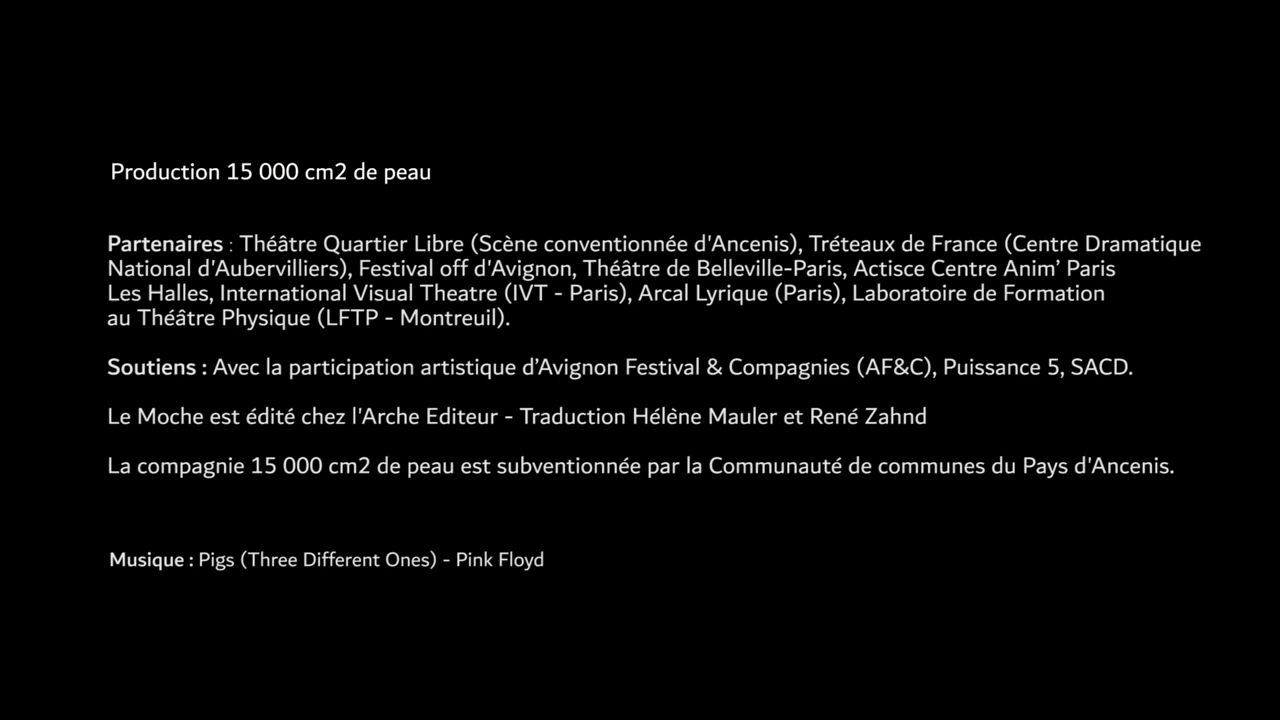 Production 15 000 cm2 de peau
Partenaires : Théâtre Quartier Libre (Scène conventionnée d'Ancenis), Tréteaux de France (Centre Dramatique
National d'Aubervilliers), Festival off d'Avignon, Théâtre de Belleville-Paris, Actisce Centre Anim’ Paris
Les Halles, International Visual Theatre (IVT - Paris), Arcal Lyrique (Paris), Laboratoire de Formation
au Théâtre Physique (LFTP - Montreuil).
Soutiens : Avec la participation artistique d’Avignon Festival & Compagnies (AF&C), Puissance 5, SACD.
Le Moche est édité chez l'Arche Editeur - Traduction Hélène Mauler et René Zahnd
La compagnie 15 000 cm2 de peau est subventionnée par la Communauté de communes du Pays d'Ancenis.
Musique : Pigs (Three Different Ones) - Pink Floyd